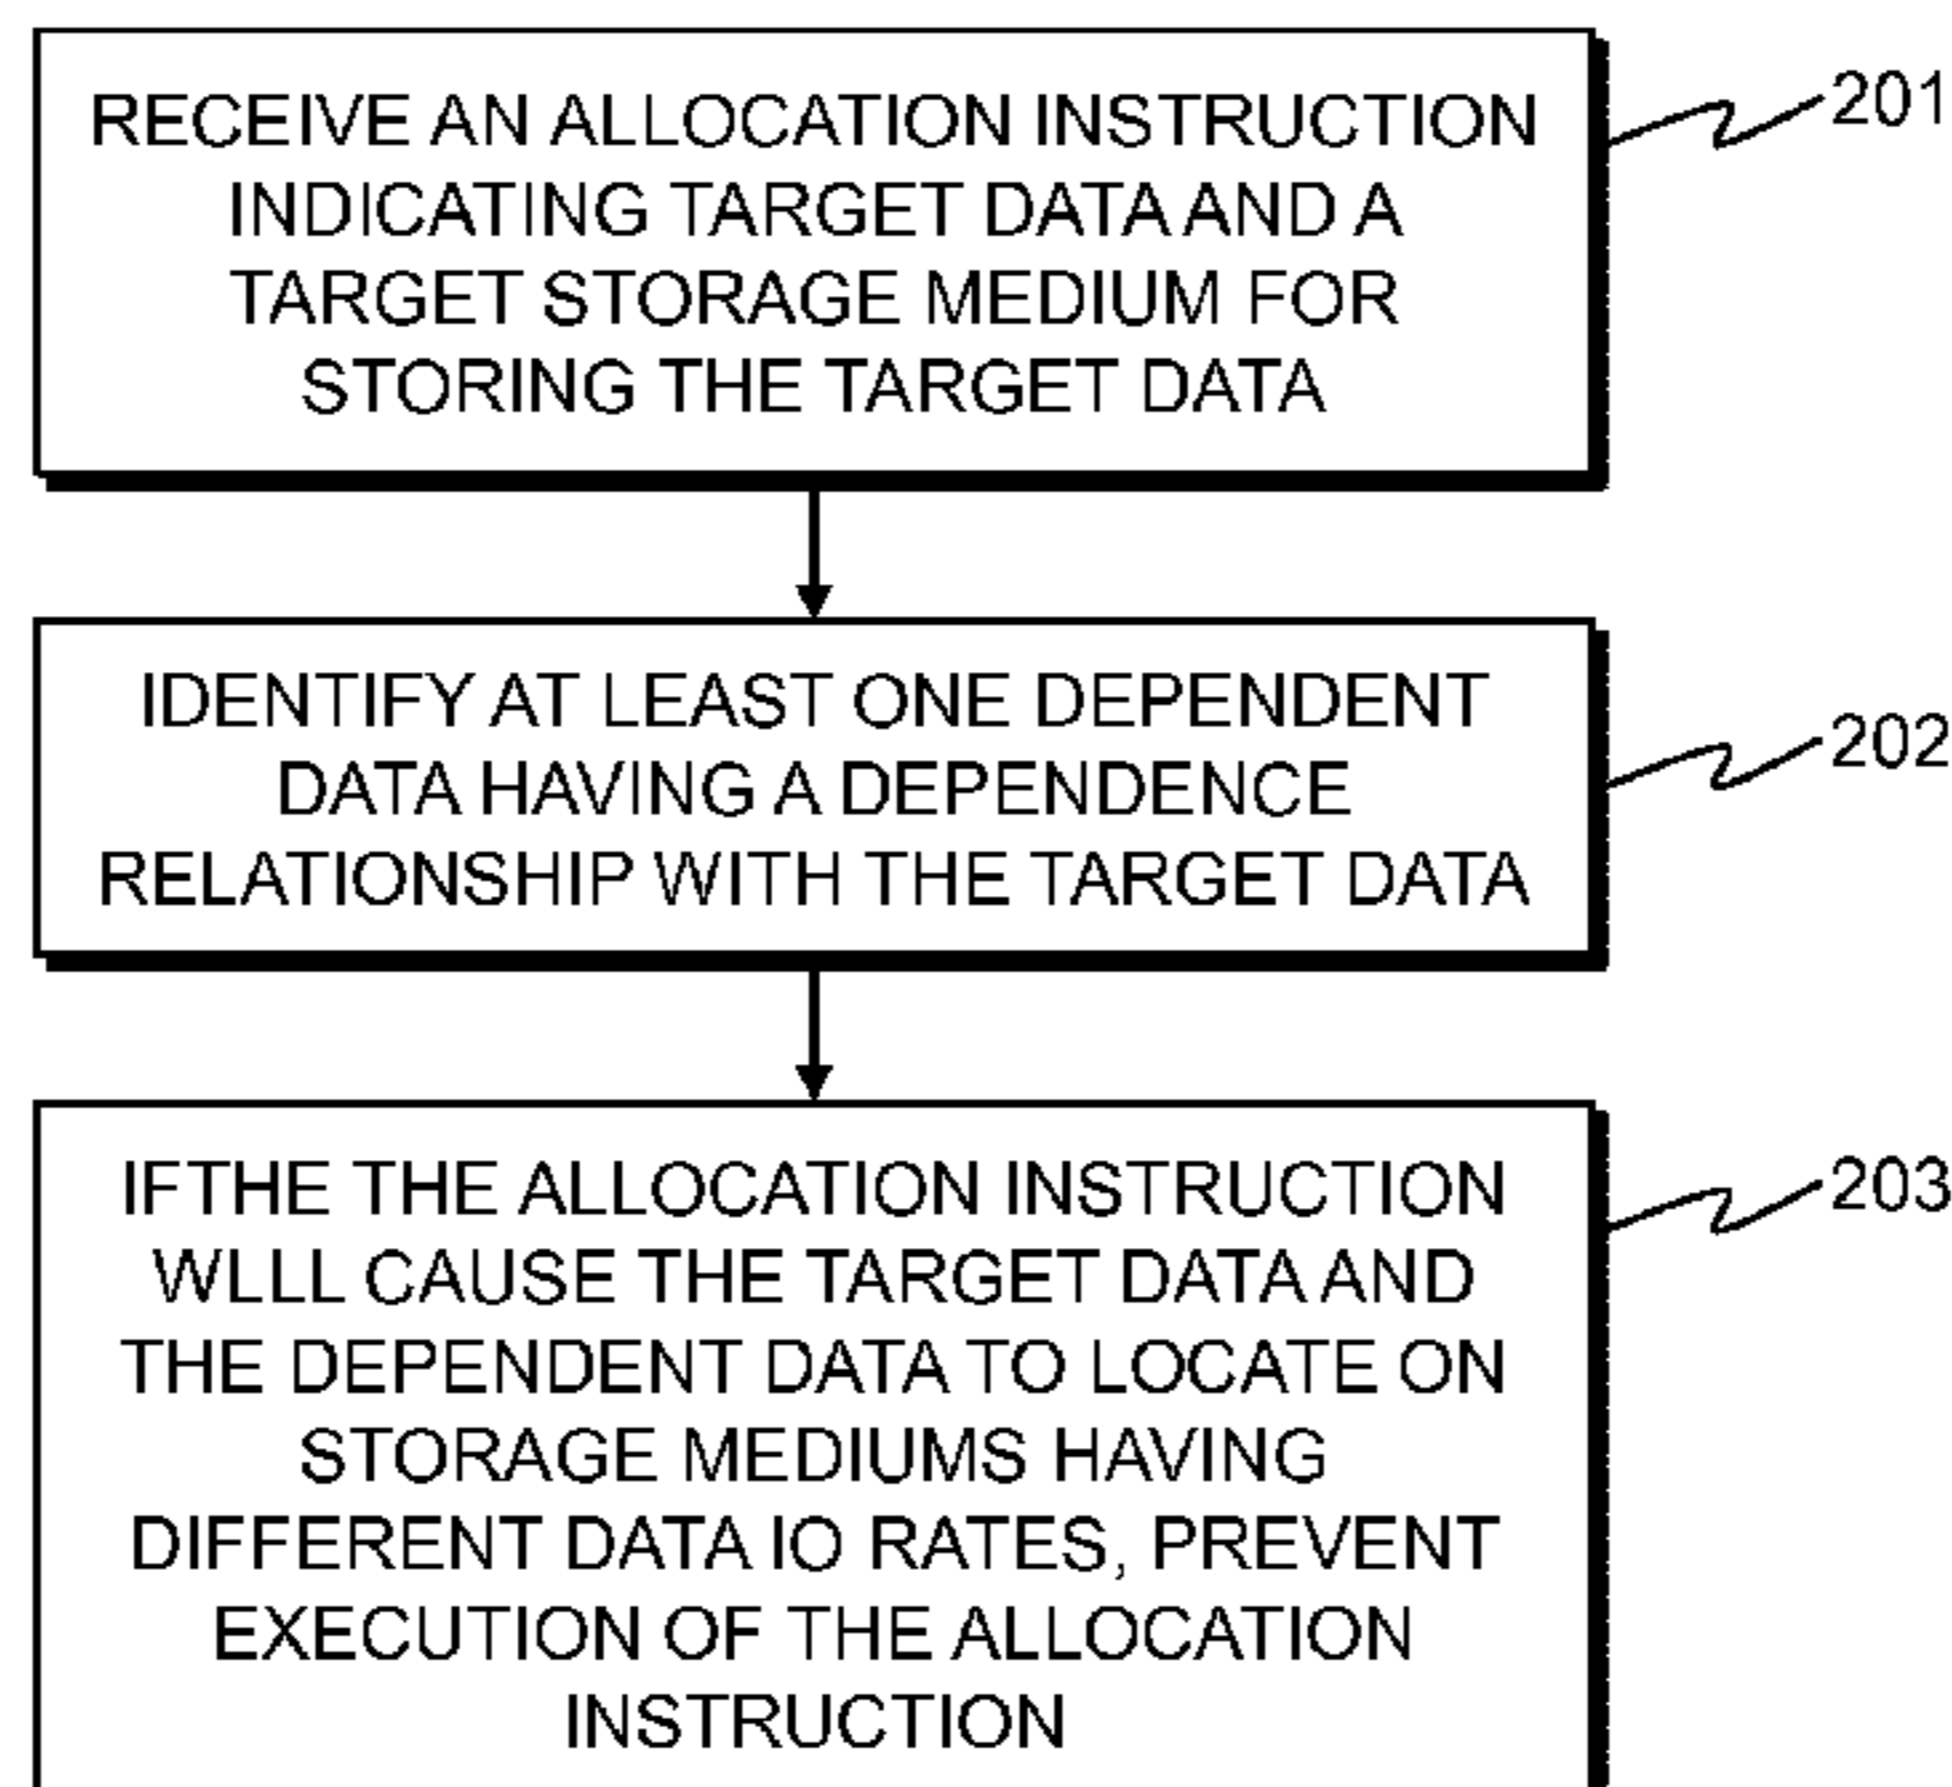 RECEIVE AN ALLOCATION INSTRUCTION
INDICATING TARGET DATA AND A
TARGET STORAGE MEDIUM FOR
STORING THE TARGET DATA
201
IDENTIFY AT LEAST ONE DEPENDENT
DATA HAVING A DEPENDENCE
RELATIONSHIP WITH THE TARGET DATA
202
IFTHE THE ALLOCATION INSTRUCTION
WLLL CAUSE THE TARGET DATA AND
THE DEPENDENT DATA TO LOCATE ON
STORAGE MEDIUMS HAVING
DIFFERENT DATA IO RATES, PREVENT
EXECUTION OF THE ALLOCATION
INSTRUCTION
203